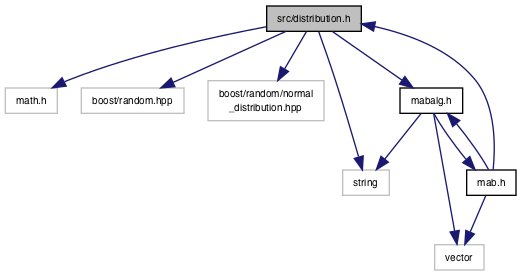 src/distribution.h
math.h
boost/random.hpp
boost/random/normal
_distribution.hpp
mabalg.h
string
mab.h
vector